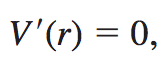 V′(r) = 0,